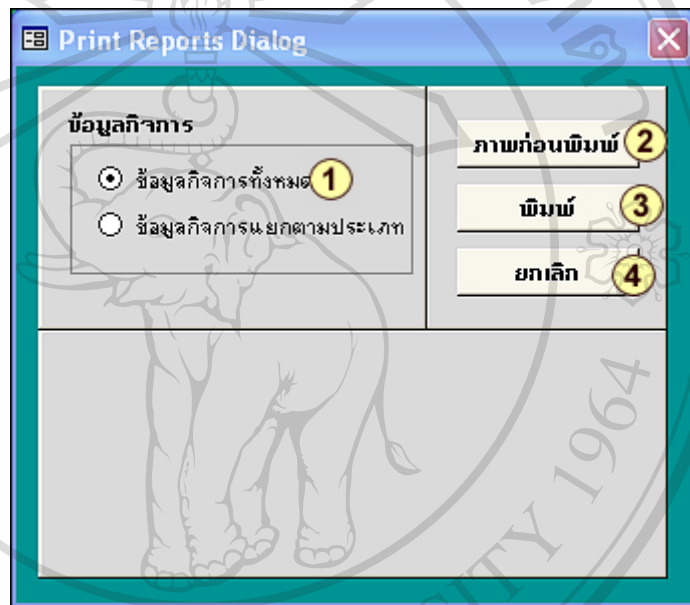 Print Reports Dialog
ข้อมูลกิจการ
ข้อมูลกิจการทั้งหมด 1
ข้อมูลกิจการแยกตามประเภท
ภาพก่อนพิมพ์ 2
พิมพ์ 3
ยกเลิก 4
SITY 1964